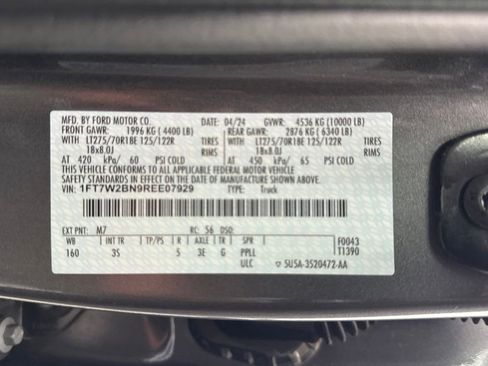 MFD. BY FORD MOTOR CO. 04/24 GVWR: 4536 KG (10000 LB)
FRONT GAWR: 1996 KG (4400 LB) REAR GAWR: 2876 KG (6340 LB)
WITH LT275/70R18E 125/122R TIRES WITH LT275/70R18E 125/122R TIRES
18x8.0J RIMS 18x8.0J RIMS
AT 420 kPa/ 60 PSI COLD AT 450 kPa/ 65 PSI COLD
THIS VEHICLE CONFORMS TO ALL APPLICABLE FEDERAL MOTOR VEHICLE
SAFETY STANDARDS IN EFFECT ON THE DATE OF MANUFACTURE SHOWN ABOVE.
VIN: 1FT7W2BN9REE07929 TYPE: Truck
EXT PNT: M7 RC: 56 DSO:
WB INT TR TP/PS R AXLE TR SPR F0043
160 3S 5 3E G PPLL T1390
ULC 5U5A-3520472-AA